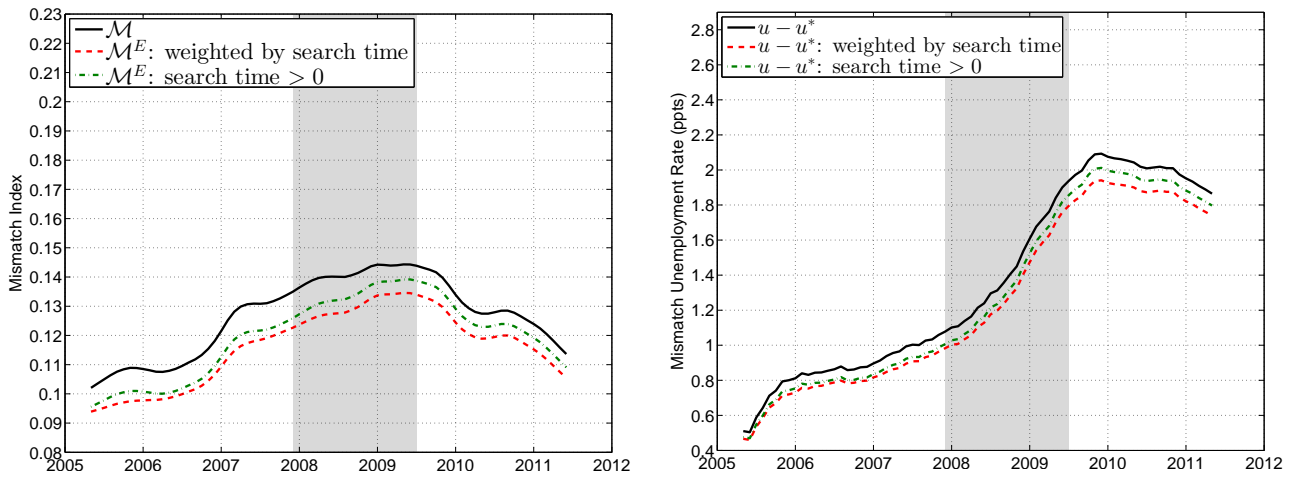 0.23
0.22
0.21
0.2
0.19
0.18
0.17
0.16
0.15
0.14
0.13
0.12
0.11
0.1
0.09
0.08
Mismatch Index
ℳ
ℳᴱ: weighted by search time
ℳᴱ: search time > 0
2005 2006 2007 2008 2009 2010 2011 2012
2.8
2.6
2.4
2.2
2
1.8
1.6
1.4
1.2
1
0.8
0.6
0.4
Mismatch Unemployment Rate (ppts)
u − u*
u − u*: weighted by search time
u − u*: search time > 0
2005 2006 2007 2008 2009 2010 2011 2012